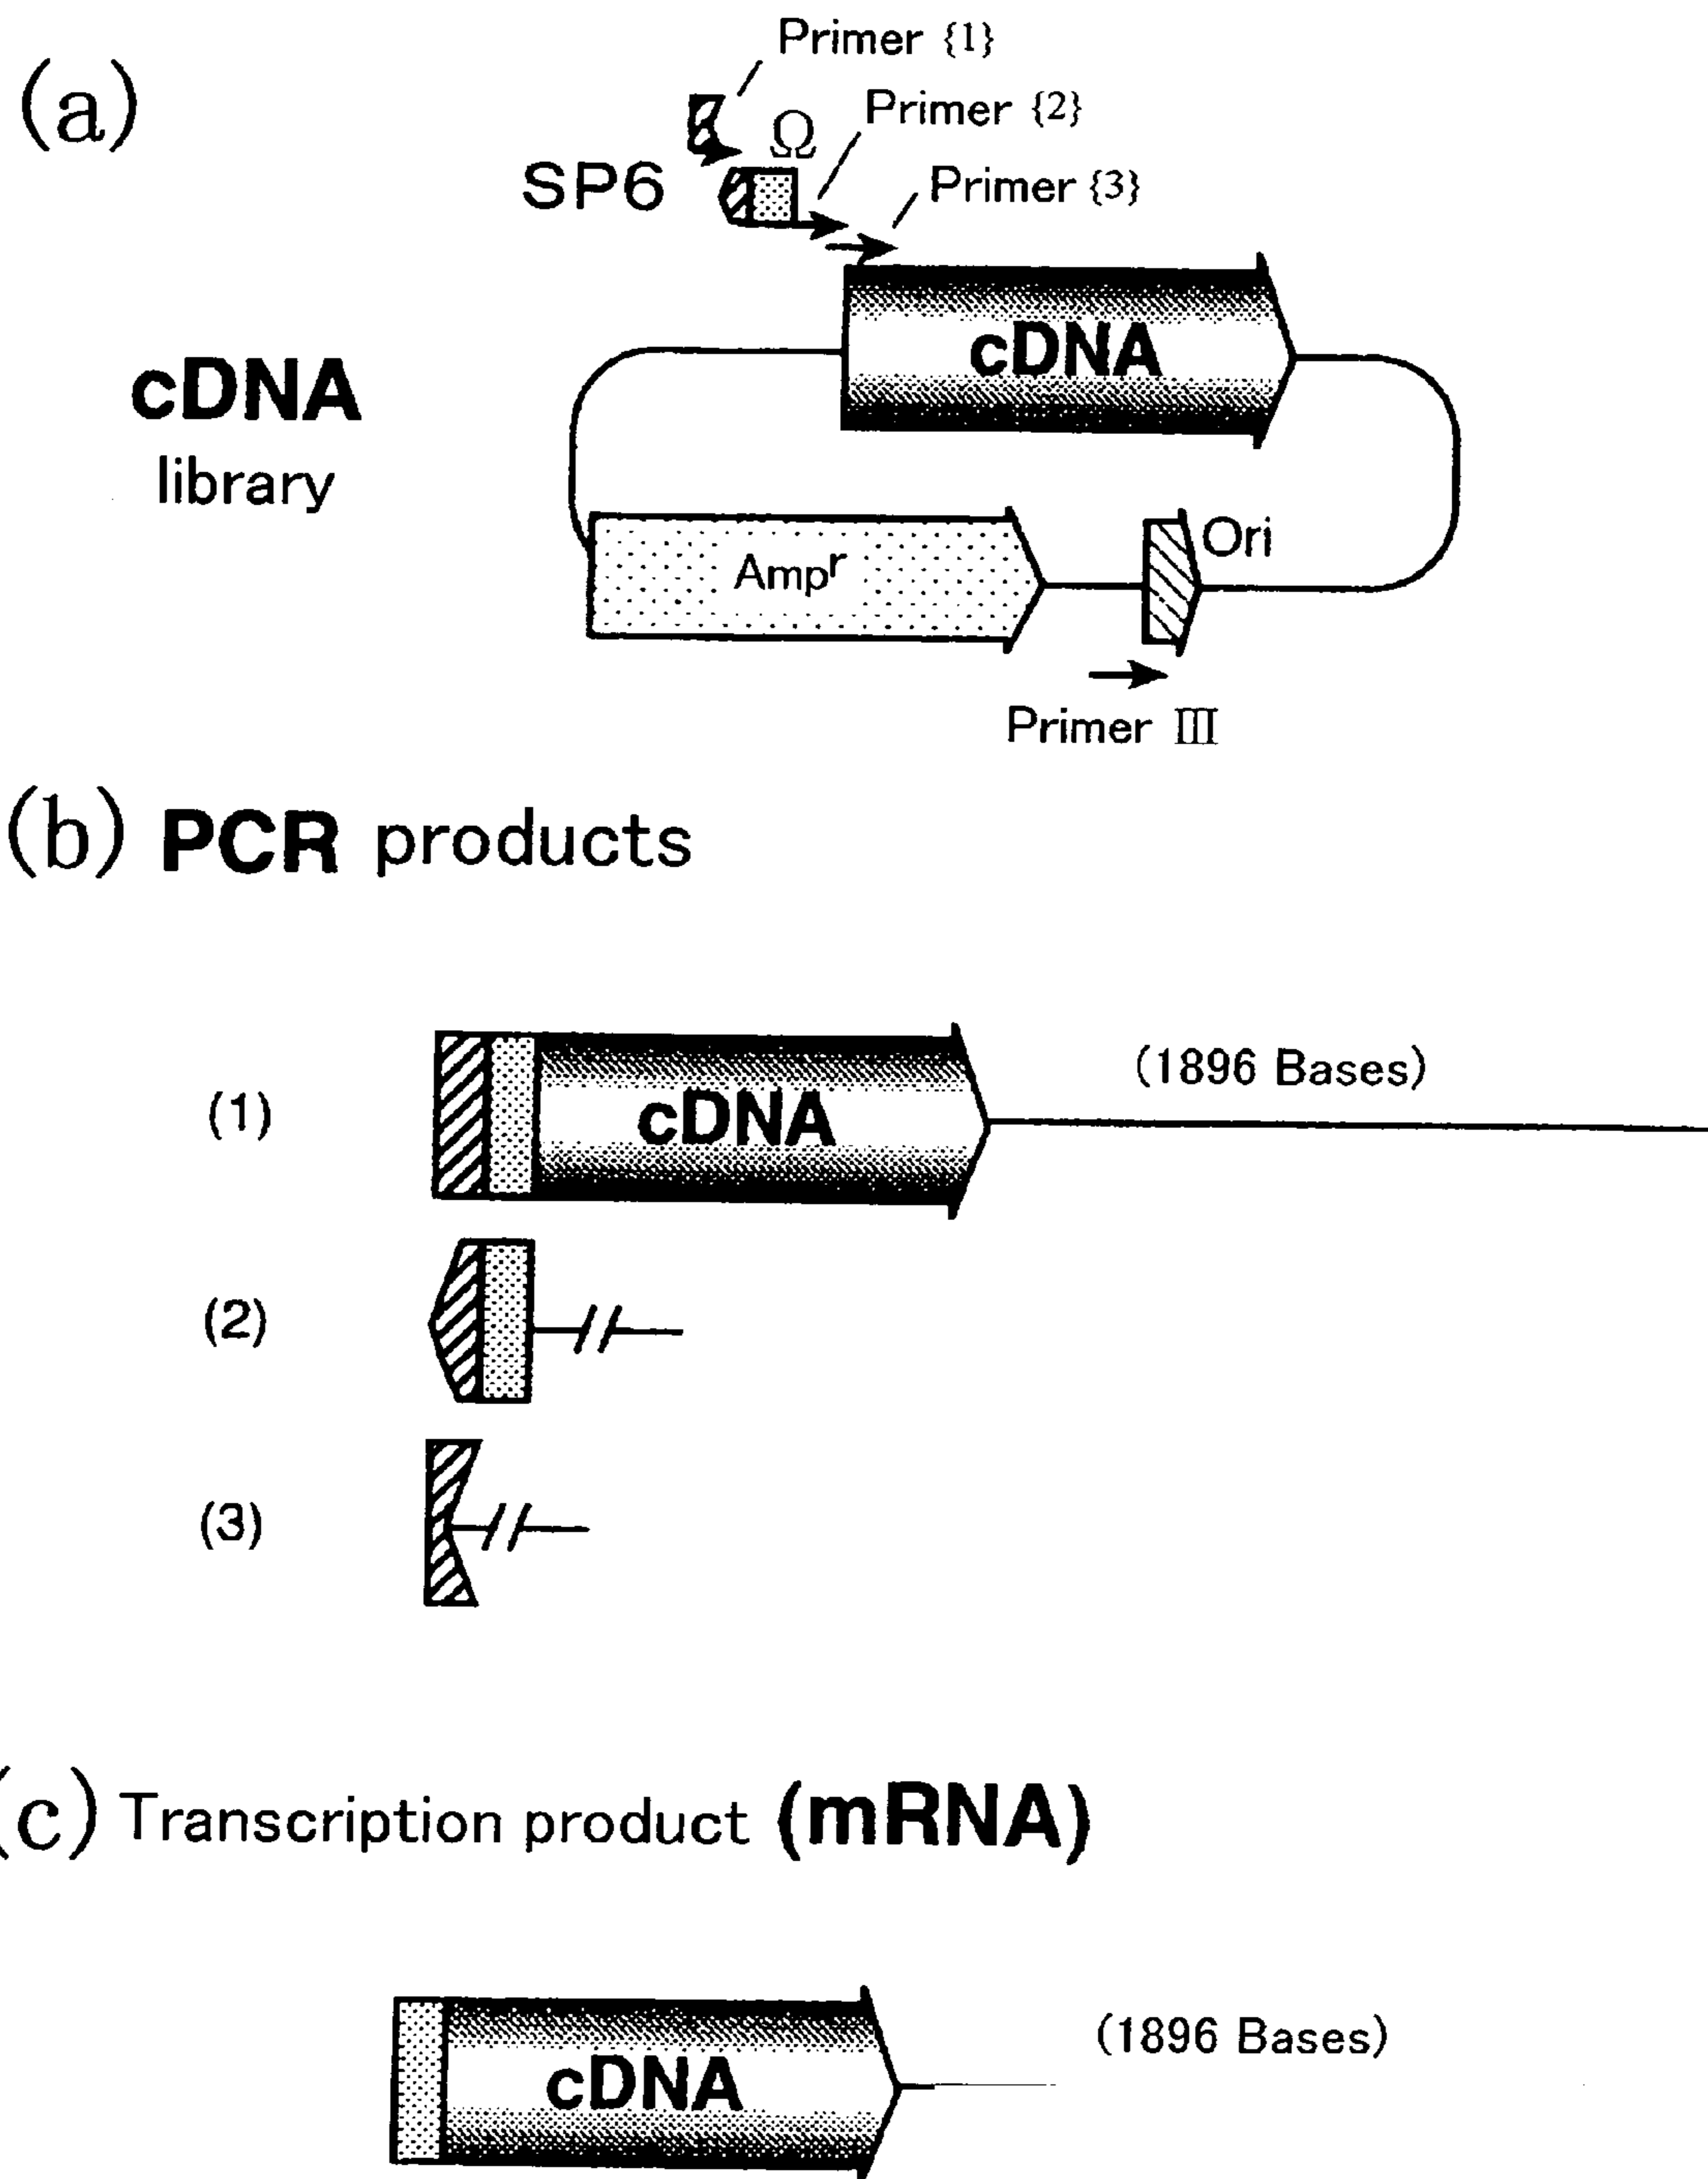 (a)
Primer {1}
Primer {2}
Ω
SP6
Primer {3}
cDNA
cDNA
library
Ampʳ
Ori
Primer III
(b) PCR products
(1)
cDNA
(1896 Bases)
(2)
(3)
(c) Transcription product (mRNA)
cDNA
(1896 Bases)